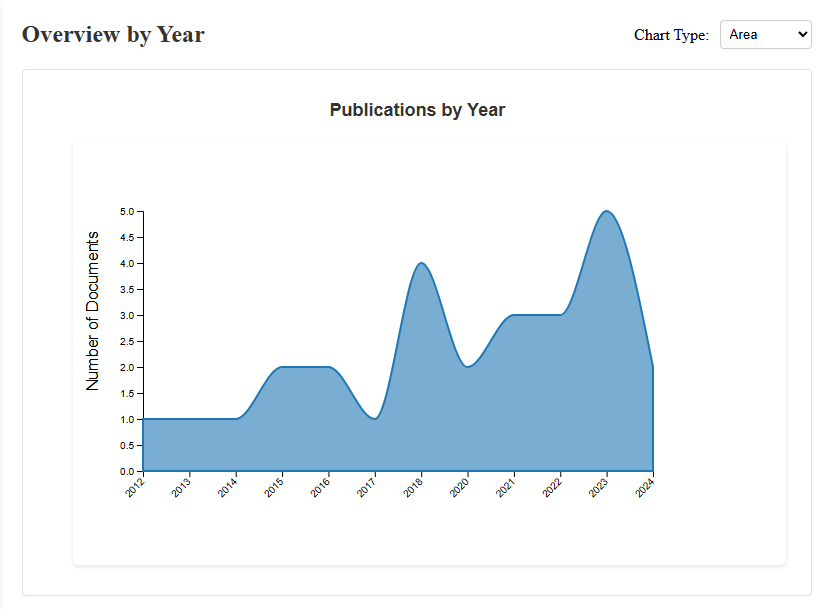 Overview by Year
Chart Type: Area
Publications by Year
Number of Documents
5.0
4.5
4.0
3.5
3.0
2.5
2.0
1.5
1.0
0.5
0.0
2012 2013 2014 2015 2016 2017 2018 2020 2021 2022 2023 2024